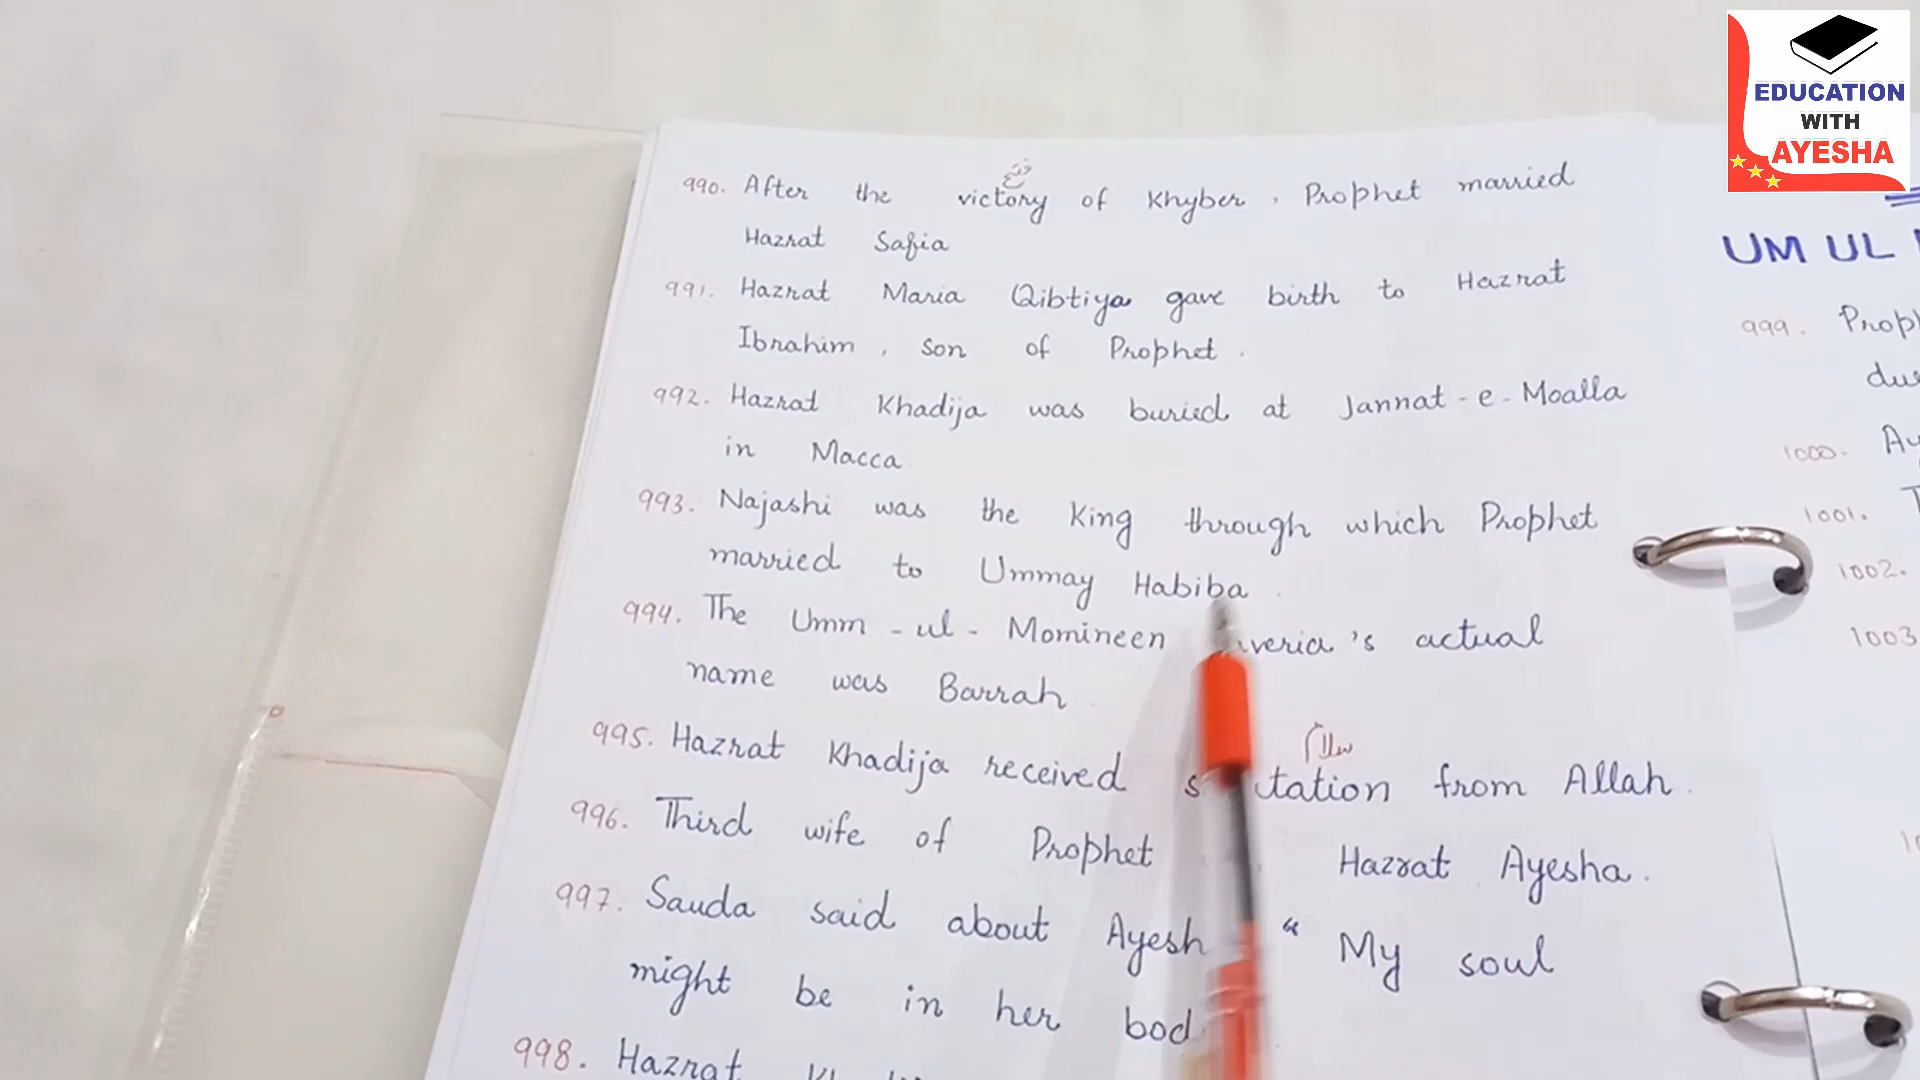 EDUCATION
WITH
AYESHA
990. After the victory of Khyber, Prophet married
فتح
Hazrat Safia
991. Hazrat Maria Qibtiya gave birth to Hazrat
Ibrahim, son of Prophet.
992. Hazrat Khadija was buried at Jannat-e-Moalla
in Macca.
993. Najashi was the King through which Prophet
married to Ummay Habiba.
994. The Umm-ul-Momineen 's actual
name was Barrah
سلام
995. Hazrat Khadija received from Allah.
996. Third wife of Prophet Hazrat Ayesha.
997. Sauda said about Ayesh " My soul
might be in her bod
998. Hazrat
UM UL
999.
1000.
1001.
1002.
1003